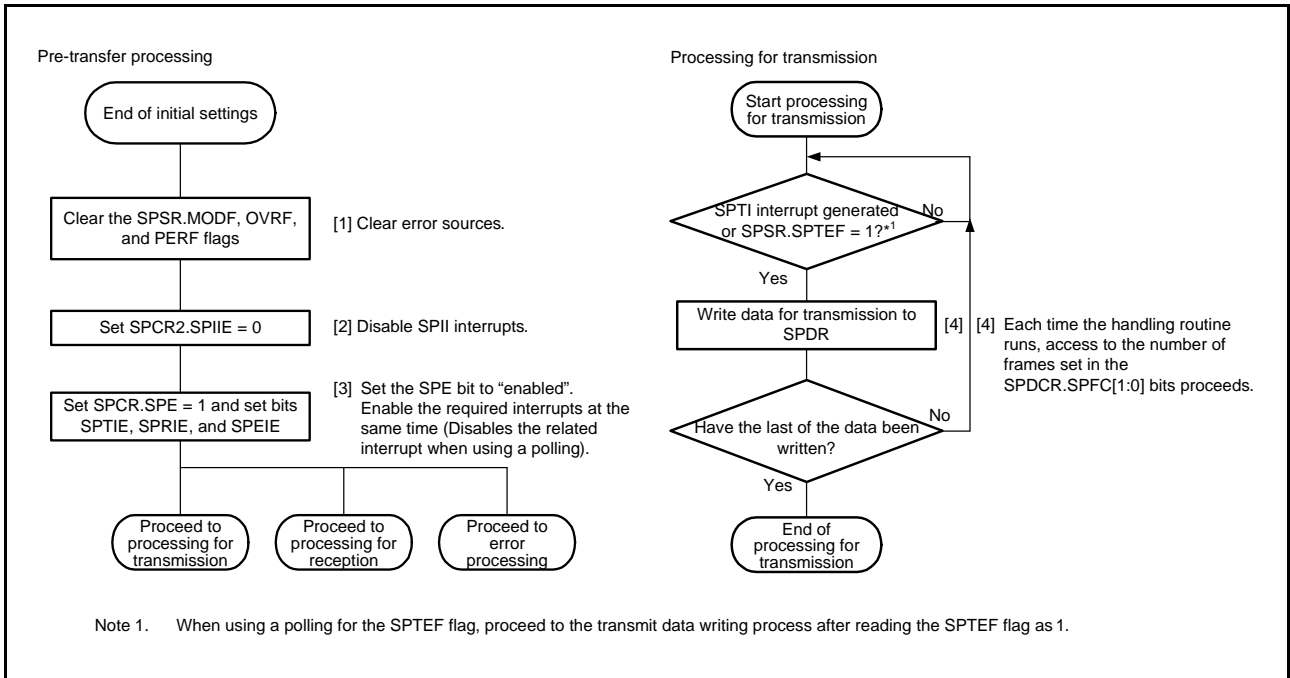 Pre-transfer processing
End of initial settings
Clear the SPSR.MODF, OVRF,
and PERF flags
[1] Clear error sources.
Set SPCR2.SPIIE = 0
[2] Disable SPII interrupts.
Set SPCR.SPE = 1 and set bits
SPTIE, SPRIE, and SPEIE
[3] Set the SPE bit to “enabled”.
Enable the required interrupts at the
same time (Disables the related
interrupt when using a polling).
Proceed to
processing for
transmission
Proceed to
processing for
reception
Proceed to
error
processing
Processing for transmission
Start processing
for transmission
SPTI interrupt generated
or SPSR.SPTEF = 1?*1
No
Yes
Write data for transmission to
SPDR
[4]
[4] Each time the handling routine
runs, access to the number of
frames set in the
SPDCR.SPFC[1:0] bits proceeds.
Have the last of the data been
written?
No
Yes
End of
processing for
transmission
Note 1. When using a polling for the SPTEF flag, proceed to the transmit data writing process after reading the SPTEF flag as 1.